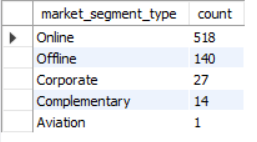 market_segment_type count
Online 518
Offline 140
Corporate 27
Complementary 14
Aviation 1